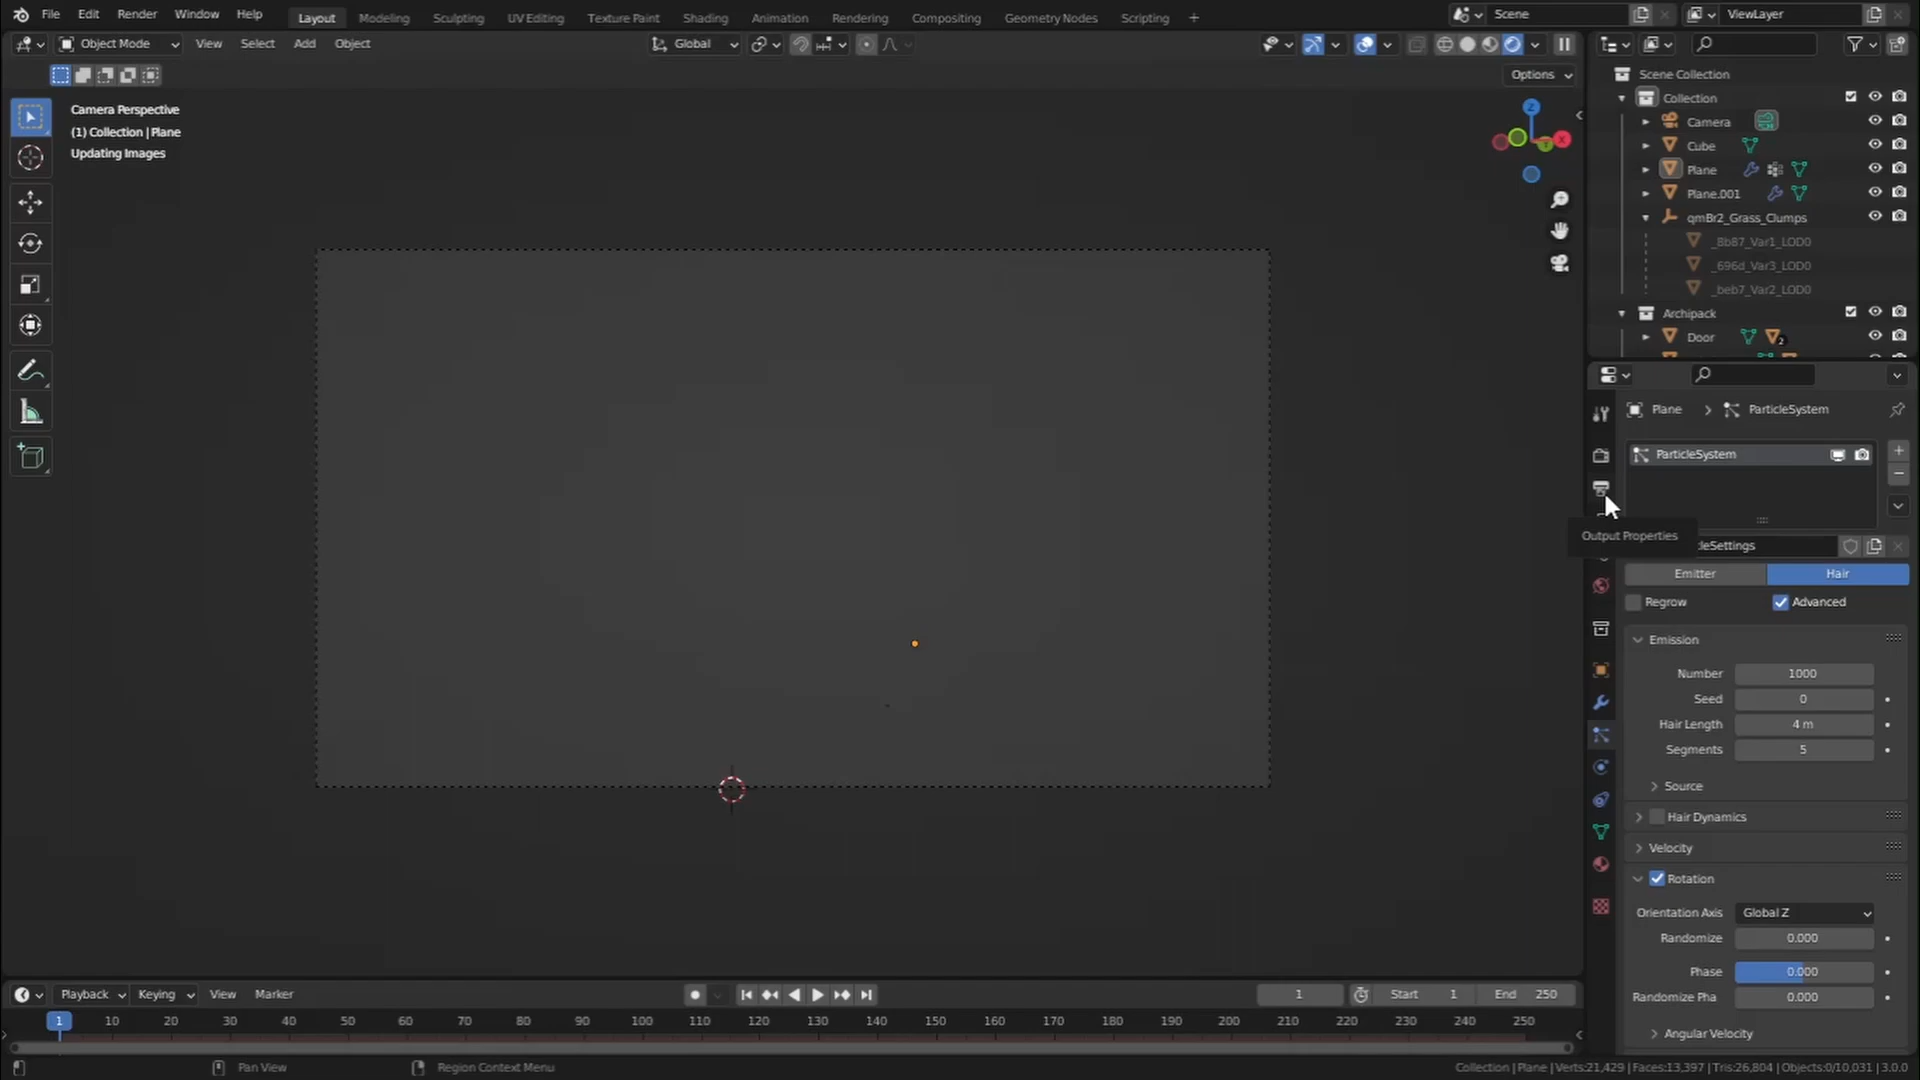 File Edit Render Window Help Layout Modeling Sculpting UV Editing Texture Paint Shading Animation Rendering Compositing Geometry Nodes Scripting + Scene ViewLayer
Object Mode View Select Add Object Global
Options
Camera Perspective
(1) Collection | Plane
Updating Images
Z
X
Scene Collection
Collection
Camera
Cube
Plane
Plane.001
qmBr2_Grass_Clumps
_8b87_Var1_LOD0
_696d_Var3_LOD0
_beb7_Var2_LOD0
Archipack
Door 2
Plane > ParticleSystem
ParticleSystem
Output Properties
cleSettings
Emitter Hair
Regrow Advanced
Emission
Number 1000
Seed 0
Hair Length 4 m
Segments 5
Source
Hair Dynamics
Velocity
Rotation
Orientation Axis Global Z
Randomize 0.000
Phase 0.000
Randomize Pha 0.000
Angular Velocity
Playback Keying View Marker 1 Start 1 End 250
1 10 20 30 40 50 60 70 80 90 100 110 120 130 140 150 160 170 180 190 200 210 220 230 240 250
Pan View Region Context Menu Collection | Plane | Verts:21,429 | Faces:13,397 | Tris:26,804 | Objects:0/10,031 | 3.0.0